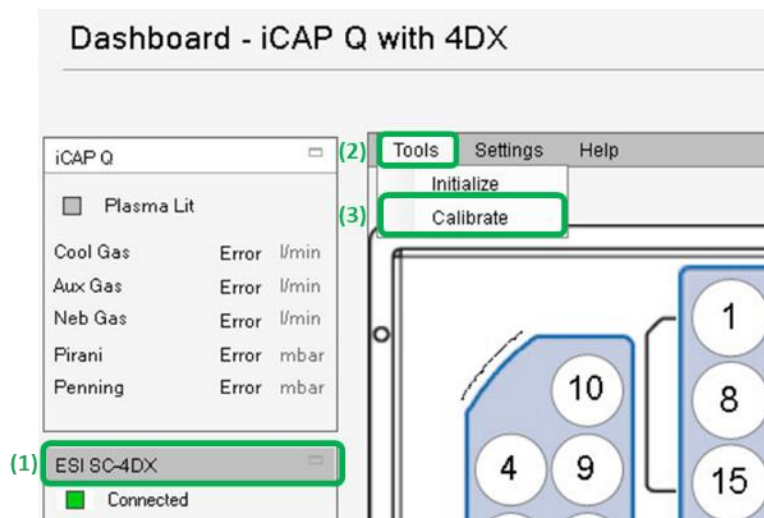 Dashboard - iCAP Q with 4DX
iCAP Q
Plasma Lit
Cool Gas Error l/min
Aux Gas Error l/min
Neb Gas Error l/min
Pirani Error mbar
Penning Error mbar
(1) ESI SC-4DX
Connected
(2) Tools Settings Help
Initialize
(3) Calibrate
1
10
8
4 9
15